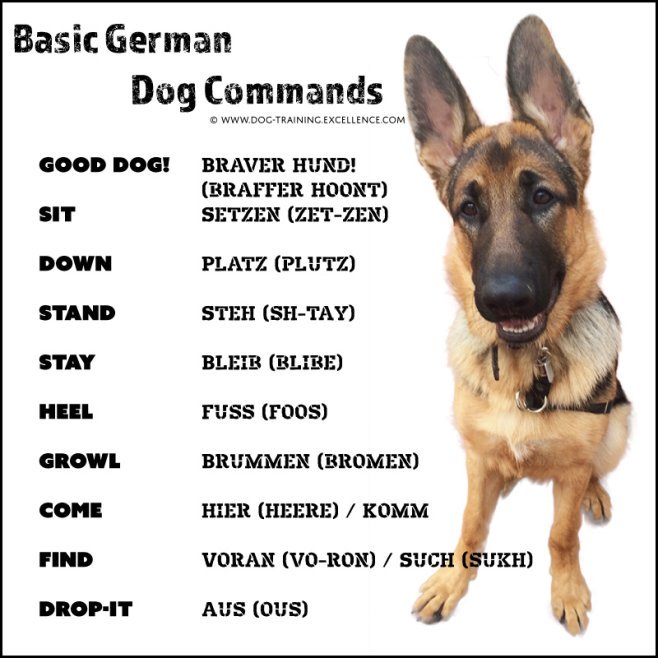 Basic German
Dog Commands
© WWW.DOG-TRAINING.EXCELLENCE.COM
GOOD DOG! BRAVER HUND!
(BRAFFER HOONT)
SIT SETZEN (ZET-ZEN)
DOWN PLATZ (PLUTZ)
STAND STEH (SH-TAY)
STAY BLEIB (BLIBE)
HEEL FUSS (FOOS)
GROWL BRUMMEN (BROMEN)
COME HIER (HEERE) / KOMM
FIND VORAN (VO-RON) / SUCH (SUKH)
DROP-IT AUS (OUS)